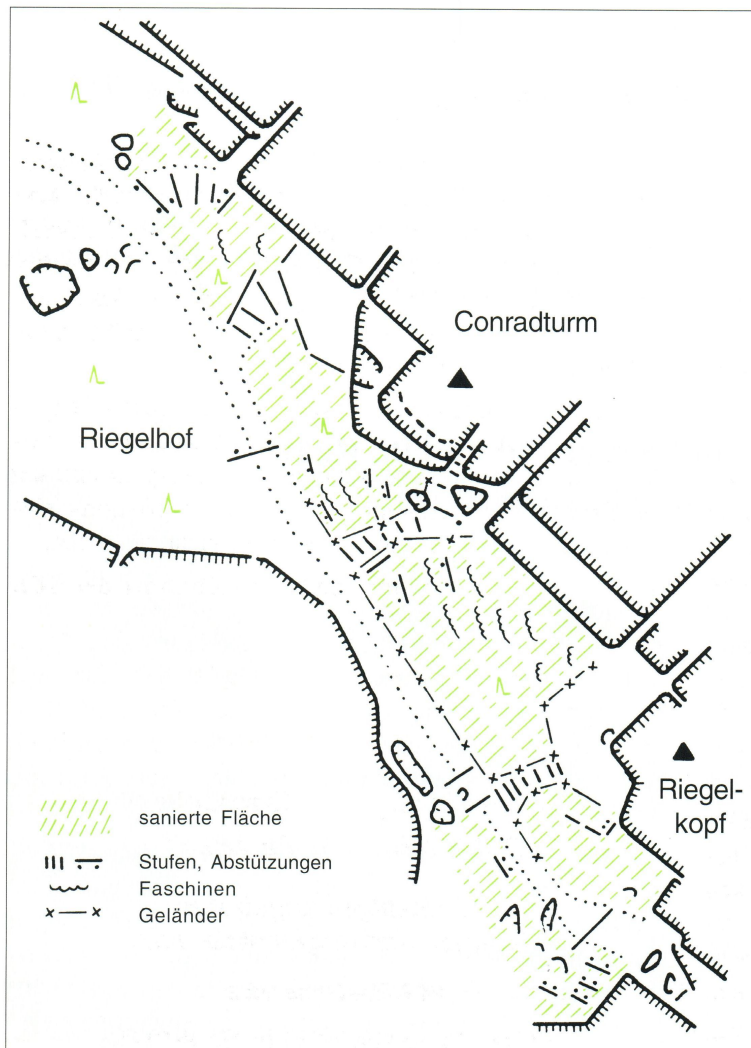 Conradturm
Riegelhof
Riegel-
kopf
sanierte Fläche
Stufen, Abstützungen
Faschinen
Geländer